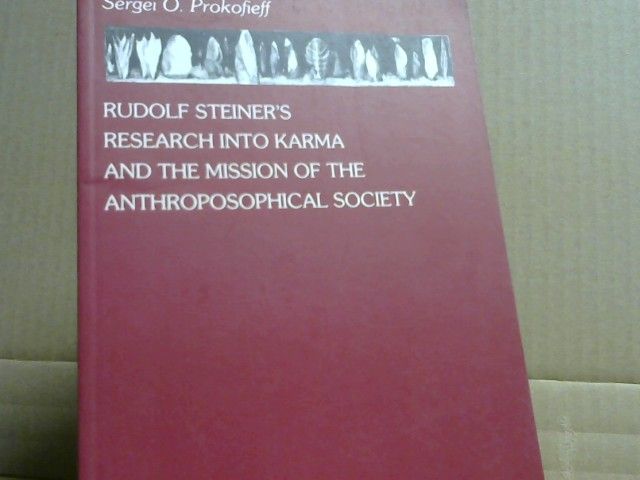 Sergei O. Prokofieff
RUDOLF STEINER'S
RESEARCH INTO KARMA
AND THE MISSION OF THE
ANTHROPOSOPHICAL SOCIETY